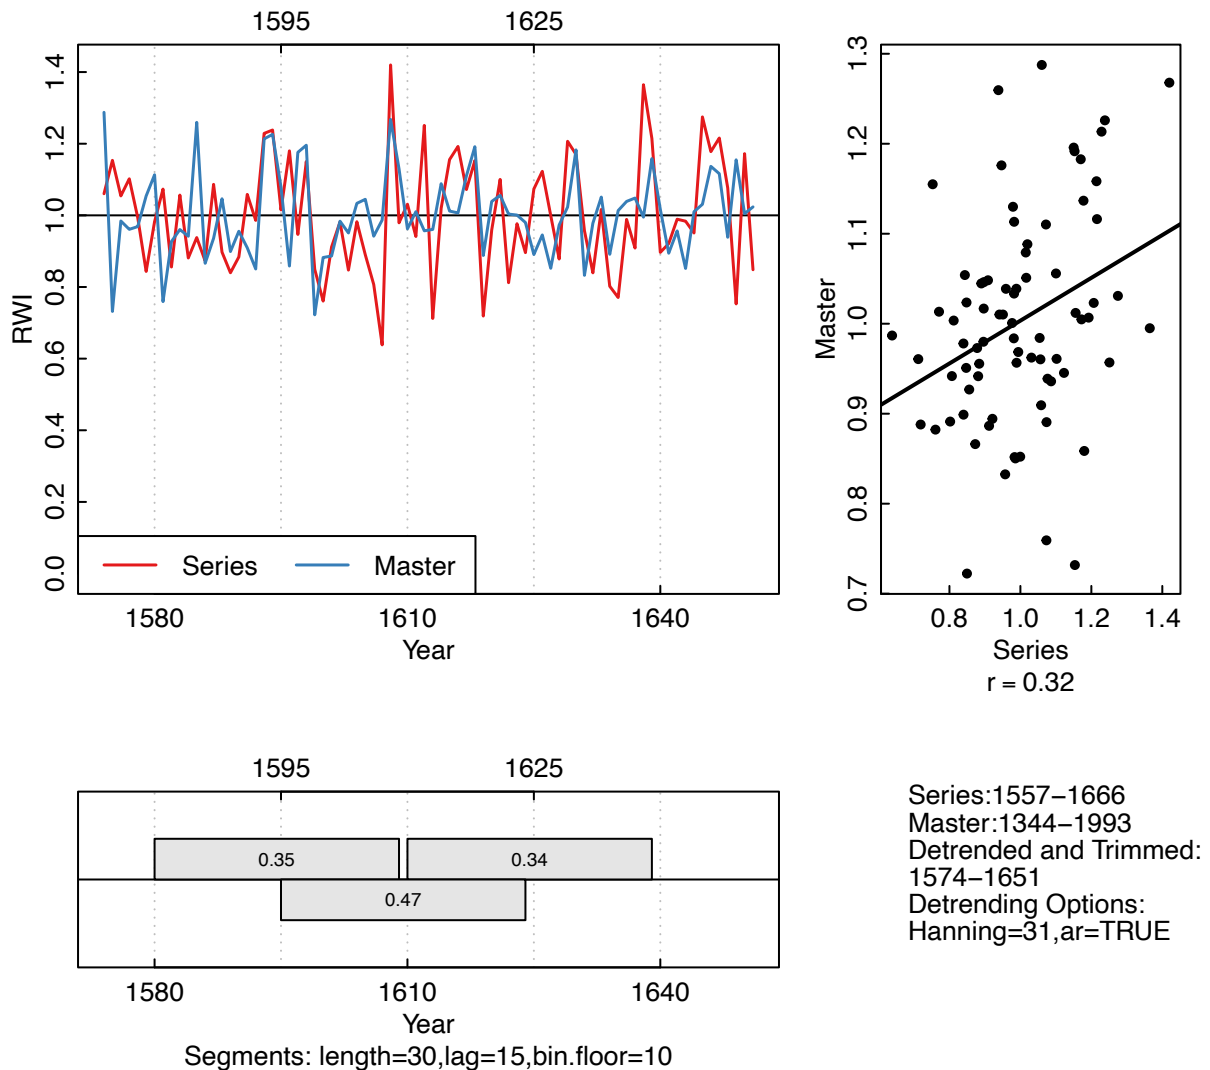 1595 1625
RWI
0.0 0.2 0.4 0.6 0.8 1.0 1.2 1.4
Series Master
1580 1610 1640
Year
Master
0.7 0.8 0.9 1.0 1.1 1.2 1.3
0.8 1.0 1.2 1.4
Series
r = 0.32
1595 1625
0.35 0.34
0.47
1580 1610 1640
Year
Segments: length=30,lag=15,bin.floor=10
Series:1557−1666
Master:1344−1993
Detrended and Trimmed:
1574−1651
Detrending Options:
Hanning=31,ar=TRUE